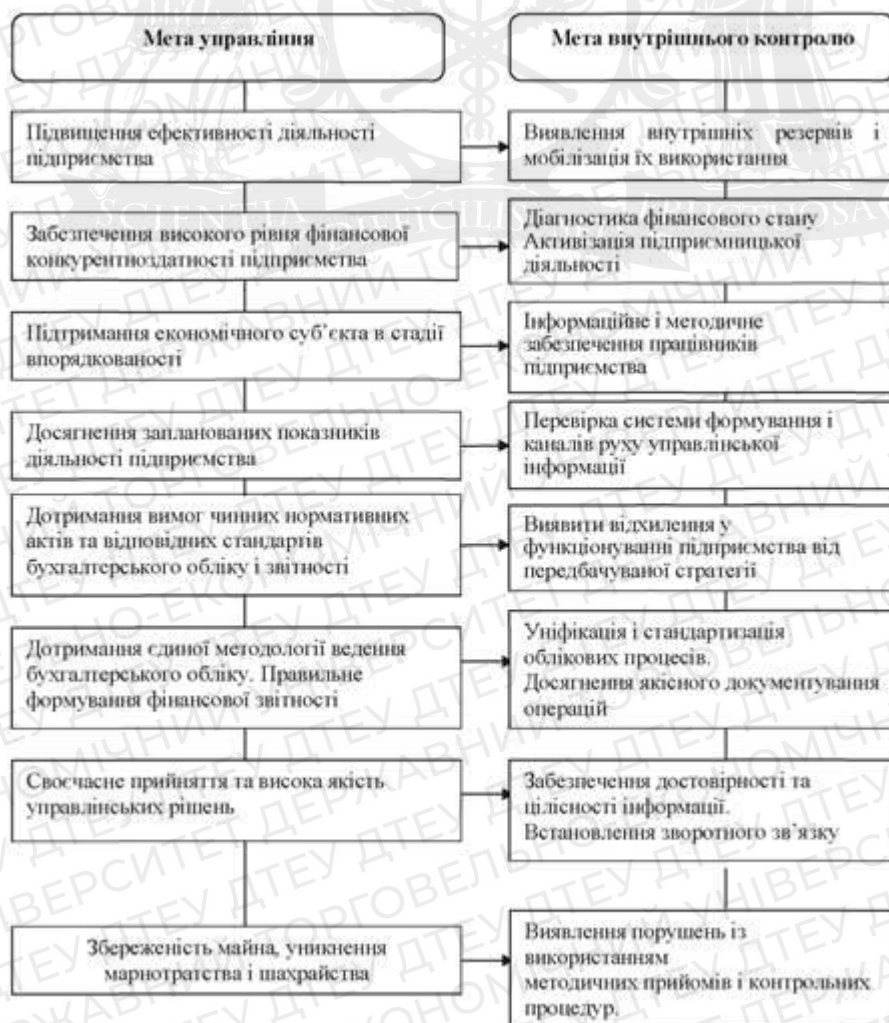 Мета управління
Мета внутрішнього контролю
Підвищення ефективності діяльності
підприємства
Виявлення внутрішніх резервів і
мобілізація їх використання
Забезпечення високого рівня фінансової
конкурентноздатності підприємства
Діагностика фінансового стану
Активізація підприємницької
діяльності
Підтримання економічного суб'єкта в стадії
впорядкованості
Інформаційне і методичне
забезпечення працівників
підприємства
Досягнення запланованих показників
діяльності підприємства
Перевірка системи формування і
каналів руху управлінської
інформації
Дотримання вимог чинних нормативних
актів та відповідних стандартів
бухгалтерського обліку і звітності
Виявити відхилення у
функціонуванні підприємства від
передбачуваної стратегії
Дотримання єдиної методології ведення
бухгалтерського обліку. Правильне
формування фінансової звітності
Уніфікація і стандартизація
облікових процесів.
Досягнення якісного документування
операцій
Своєчасне прийняття та висока якість
управлінських рішень
Забезпечення достовірності та
цілісності інформації.
Встановлення зворотного зв'язку
Збереженість майна, уникнення
марнотратства і шахрайства
Виявлення порушень із
використанням
методичних прийомів і контрольних
процедур.